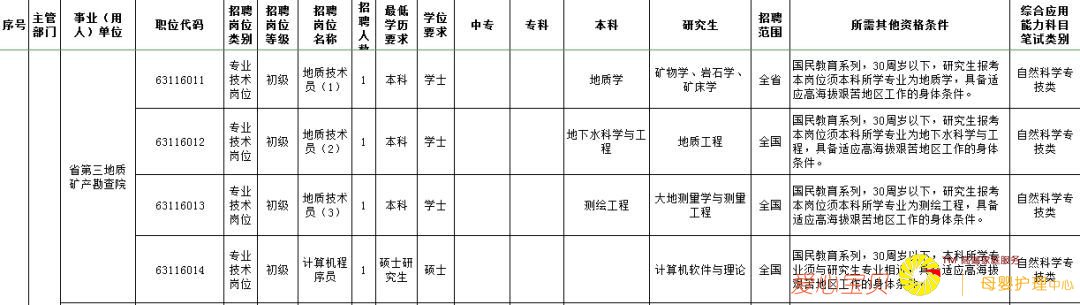 序号 主管部门 事业(用人)单位 职位代码 招聘岗位类别 招聘岗位等级 招聘岗位名称 招聘人数 最低学历要求 学位要求 中专 专科 本科 研究生 招聘范围 所需其他资格条件 综合应用能力科目笔试类别
省第三地质矿产勘查院
63116011 专业技术岗位 初级 地质技术员(1) 1 本科 学士 地质学 矿物学、岩石学、矿床学 全省 国民教育系列,30周岁以下,研究生报考本岗位须本科所学专业为地质学,具备适应高海拔艰苦地区工作的身体条件。 自然科学专技类
63116012 专业技术岗位 初级 地质技术员(2) 1 本科 学士 地下水科学与工程 地质工程 全国 国民教育系列,30周岁以下,研究生报考本岗位须本科所学专业为地下水科学与工程,具备适应高海拔艰苦地区工作的身体条件。 自然科学专技类
63116013 专业技术岗位 初级 地质技术员(3) 1 本科 学士 测绘工程 大地测量学与测量工程 全国 国民教育系列,30周岁以下,研究生报考本岗位须本科所学专业为测绘工程,具备适应高海拔艰苦地区工作的身体条件。 自然科学专技类
63116014 专业技术岗位 初级 计算机程序员 1 硕士研究生 硕士 计算机软件与理论 全国 国民教育系列,30周岁以下,本科所学专业须与研究生专业相近,具备适应高海拔艰苦地区工作的身体条件。 自然科学专技类
爱心宝贝 TM 母婴护理中心